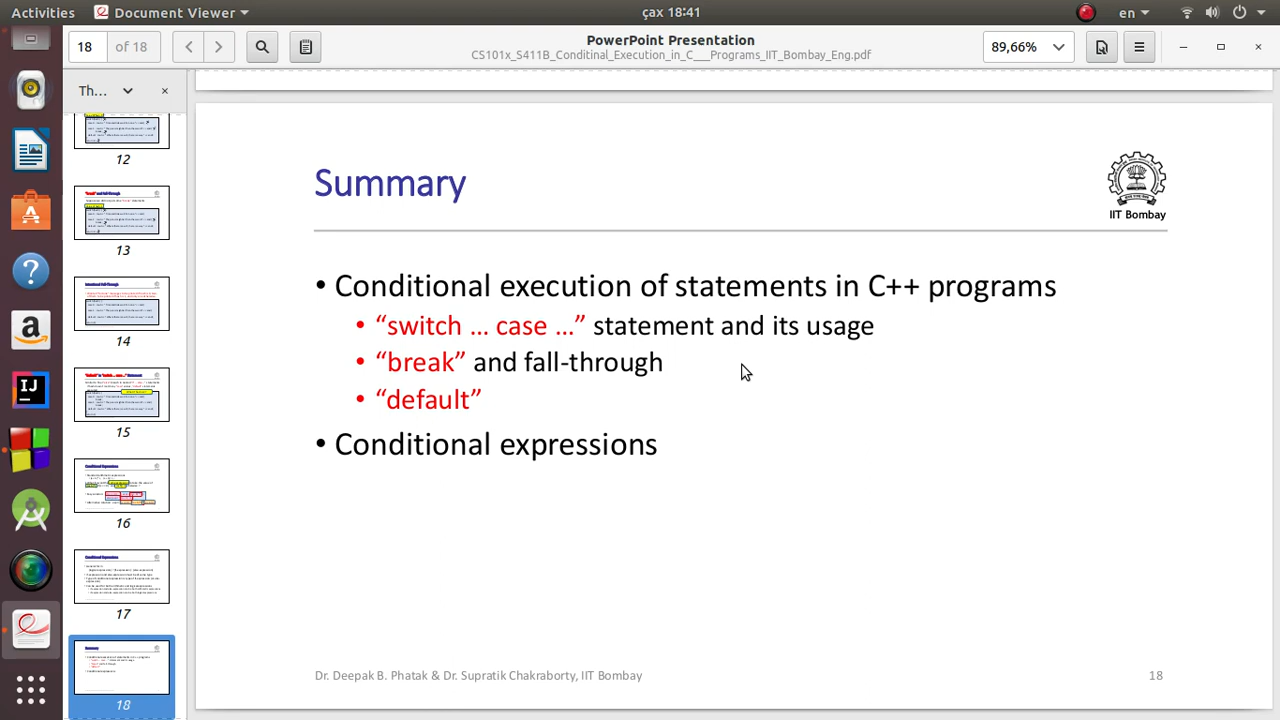 Activities
Document Viewer
çax 18:41
en
18
of 18
PowerPoint Presentation
CS101x_S411B_Conditinal_Execution_in_C___Programs_IIT_Bombay_Eng.pdf
89,66%
Th...
12
13
14
15
16
17
18
Summary
IIT Bombay
• Conditional execution of statements in C++ programs
• “switch … case …” statement and its usage
• “break” and fall-through
• “default”
• Conditional expressions
Dr. Deepak B. Phatak & Dr. Supratik Chakraborty, IIT Bombay
18